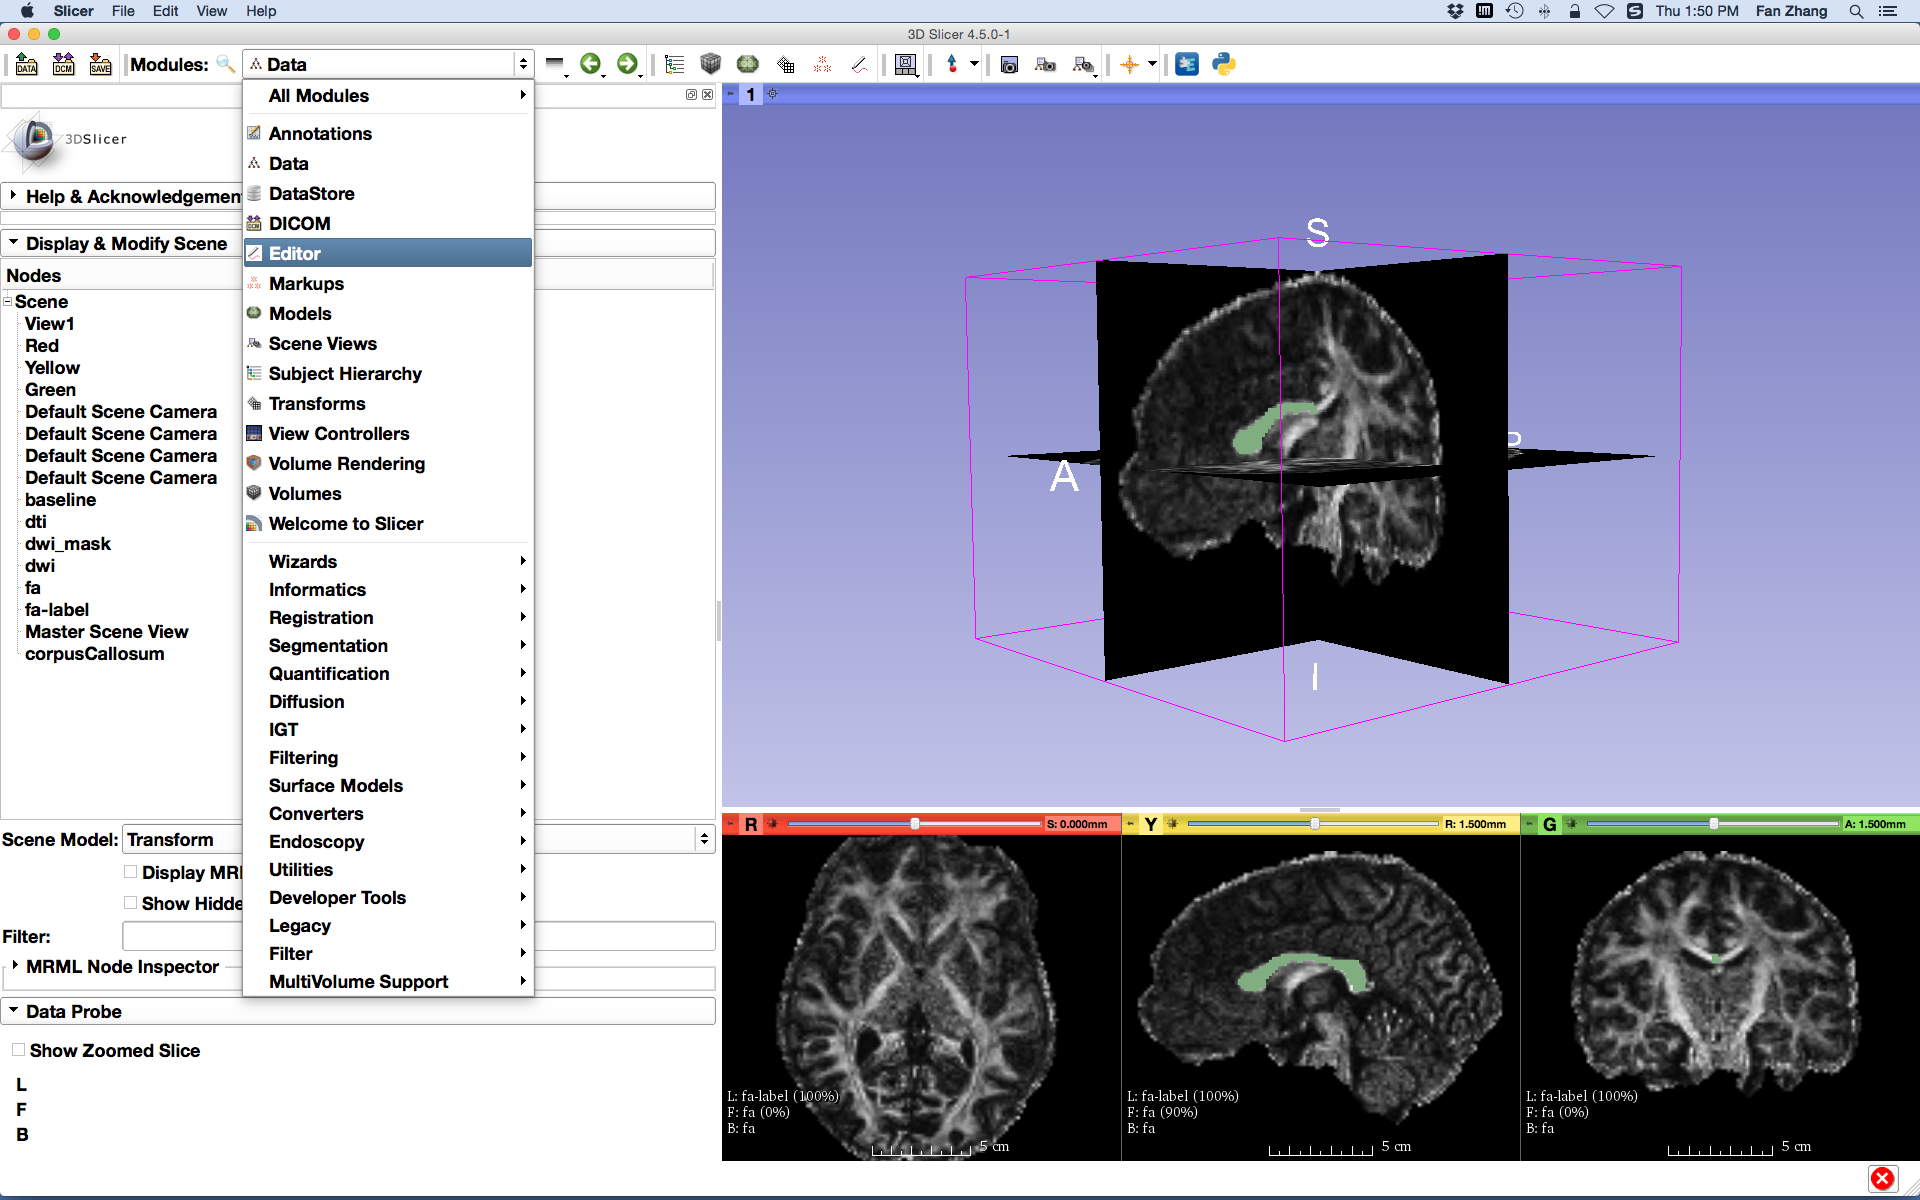 Slicer File Edit View Help Thu 1:50 PM Fan Zhang
3D Slicer 4.5.0-1
DATA DCM SAVE Modules: Data
All Modules
1
Annotations
3DSlicer
Data
DataStore
Help & Acknowledgemen
DICOM
Display & Modify Scene
Editor
Nodes
Markups
Scene
Models
View1
Red
Scene Views
Yellow
Subject Hierarchy
Green
Transforms
Default Scene Camera
Default Scene Camera
View Controllers
Default Scene Camera
Volume Rendering
Default Scene Camera
Volumes
baseline
dti
Welcome to Slicer
dwi_mask
dwi
Wizards
fa
Informatics
fa-label
Registration
Master Scene View
Segmentation
corpusCallosum
Quantification
Diffusion
IGT
Filtering
Surface Models
Converters
Scene Model: Transform
Endoscopy
Display MRI
Utilities
Show Hidde
Developer Tools
Legacy
Filter:
Filter
MRML Node Inspector
MultiVolume Support
Data Probe
Show Zoomed Slice
L
F
B
S
A
P
I
R S: 0.000mm
Y R: 1.500mm
G A: 1.500mm
L: fa-label (100%)
F: fa (0%)
B: fa
5 cm
L: fa-label (100%)
F: fa (90%)
B: fa
5 cm
L: fa-label (100%)
F: fa (0%)
B: fa
5 cm